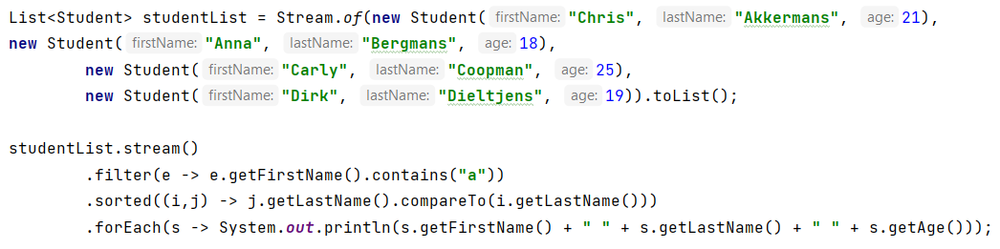 List<Student> studentList = Stream.of(new Student( firstName: "Chris", lastName: "Akkermans", age: 21),
new Student( firstName: "Anna", lastName: "Bergmans", age: 18),
new Student( firstName: "Carly", lastName: "Coopman", age: 25),
new Student( firstName: "Dirk", lastName: "Dieltjens", age: 19)).toList();
studentList.stream()
.filter(e -> e.getFirstName().contains("a"))
.sorted((i,j) -> j.getLastName().compareTo(i.getLastName()))
.forEach(s -> System.out.println(s.getFirstName() + " " + s.getLastName() + " " + s.getAge()));